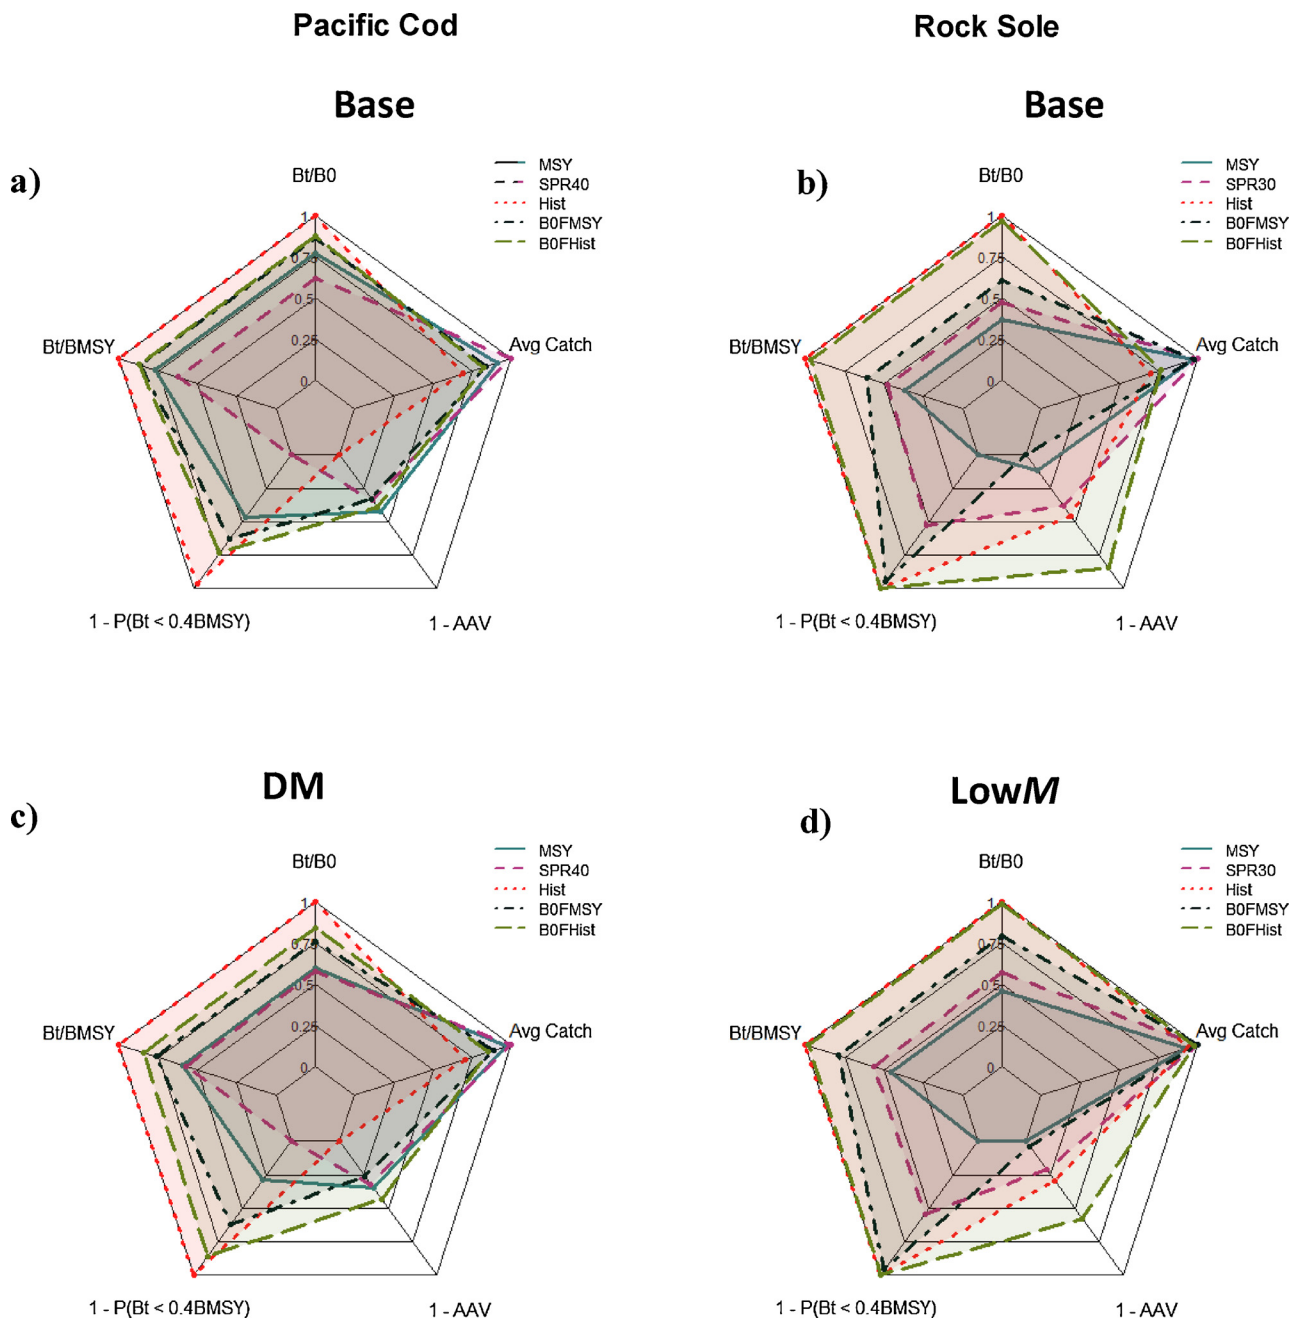 Pacific Cod
Rock Sole
Base
Base
a)
Bt/B0
MSY
SPR40
Hist
B0FMSY
B0FHist
1
0.75
0.5
0.25
0
Bt/BMSY
Avg Catch
1 - P(Bt < 0.4BMSY)
1 - AAV
b)
Bt/B0
MSY
SPR30
Hist
B0FMSY
B0FHist
1
0.75
0.5
0.25
0
Bt/BMSY
Avg Catch
1 - P(Bt < 0.4BMSY)
1 - AAV
DM
LowM
c)
Bt/B0
MSY
SPR40
Hist
B0FMSY
B0FHist
1
0.75
0.5
0.25
0
Bt/BMSY
Avg Catch
1 - P(Bt < 0.4BMSY)
1 - AAV
d)
Bt/B0
MSY
SPR30
Hist
B0FMSY
B0FHist
1
0.75
0.5
0.25
0
Bt/BMSY
Avg Catch
1 - P(Bt < 0.4BMSY)
1 - AAV